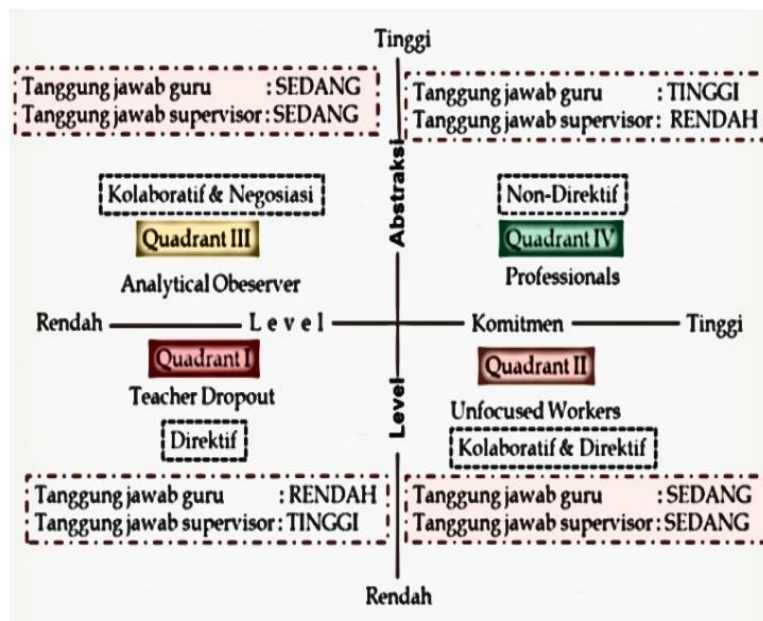 Tinggi
Tanggung jawab guru : SEDANG
Tanggung jawab supervisor : SEDANG
Tanggung jawab guru : TINGGI
Tanggung jawab supervisor : RENDAH
Abstraksi
Kolaboratif & Negosiasi
Quadrant III
Analytical Obeserver
Non-Direktif
Quadrant IV
Professionals
Rendah
Level
Komitmen
Tinggi
Quadrant I
Teacher Dropout
Direktif
Level
Quadrant II
Unfocused Workers
Kolaboratif & Direktif
Tanggung jawab guru : RENDAH
Tanggung jawab supervisor : TINGGI
Tanggung jawab guru : SEDANG
Tanggung jawab supervisor : SEDANG
Rendah